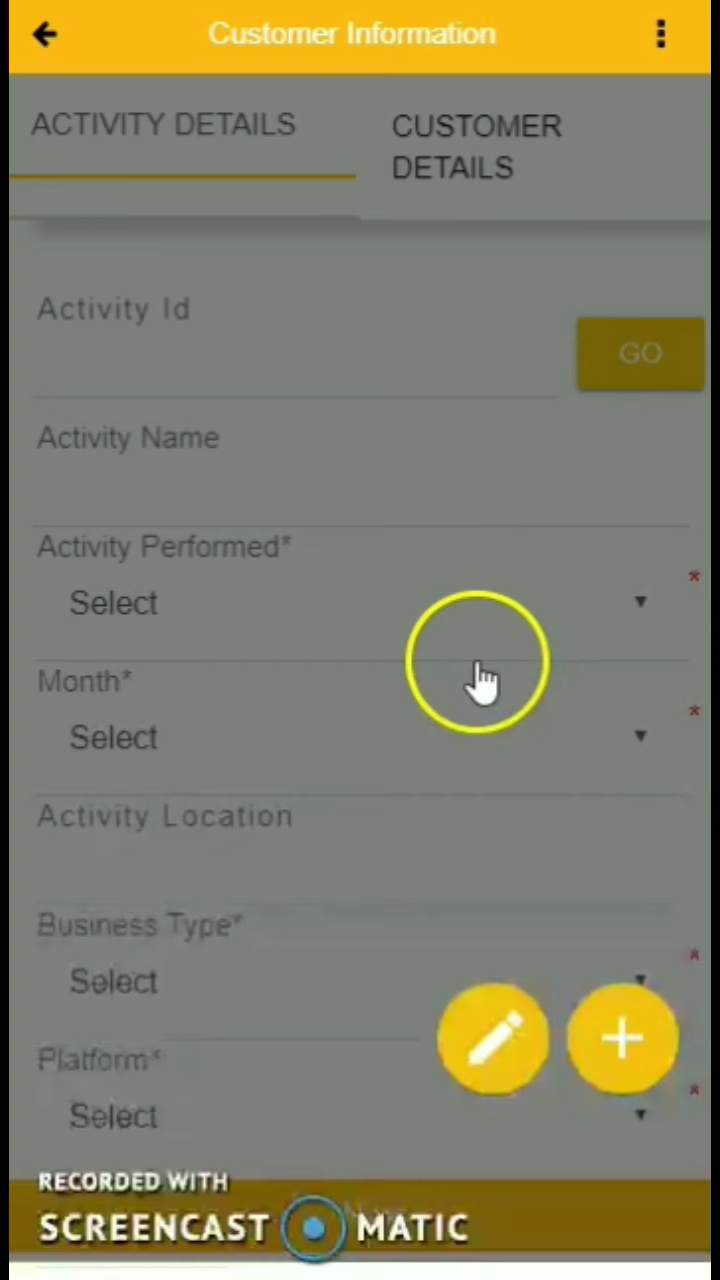 Customer Information
ACTIVITY DETAILS
CUSTOMER
DETAILS
Activity Id
GO
Activity Name
Activity Performed*
*
Select
Month*
*
Select
Activity Location
Business Type*
*
Select
Platform*
*
Select
RECORDED WITH
SCREENCAST MATIC